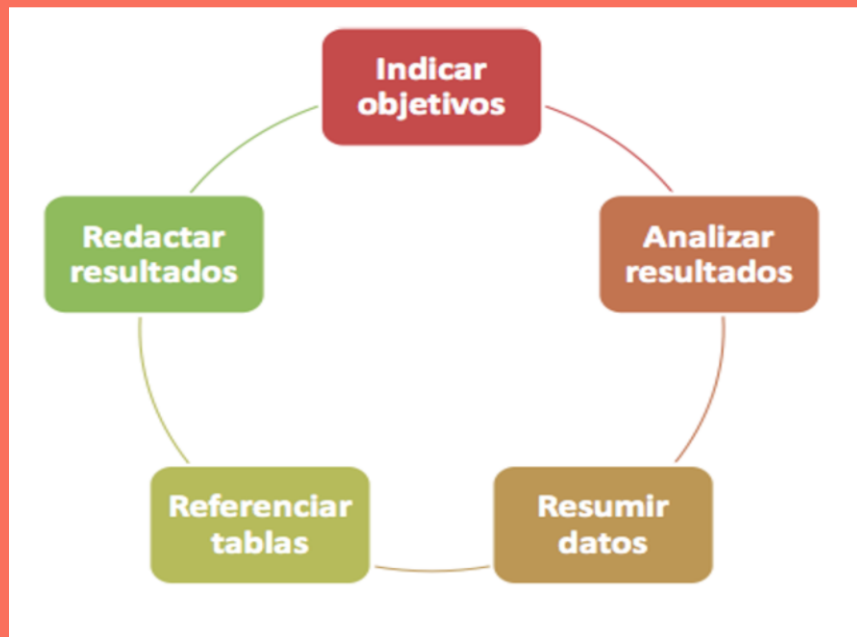 Indicar
objetivos
Analizar
resultados
Resumir
datos
Referenciar
tablas
Redactar
resultados